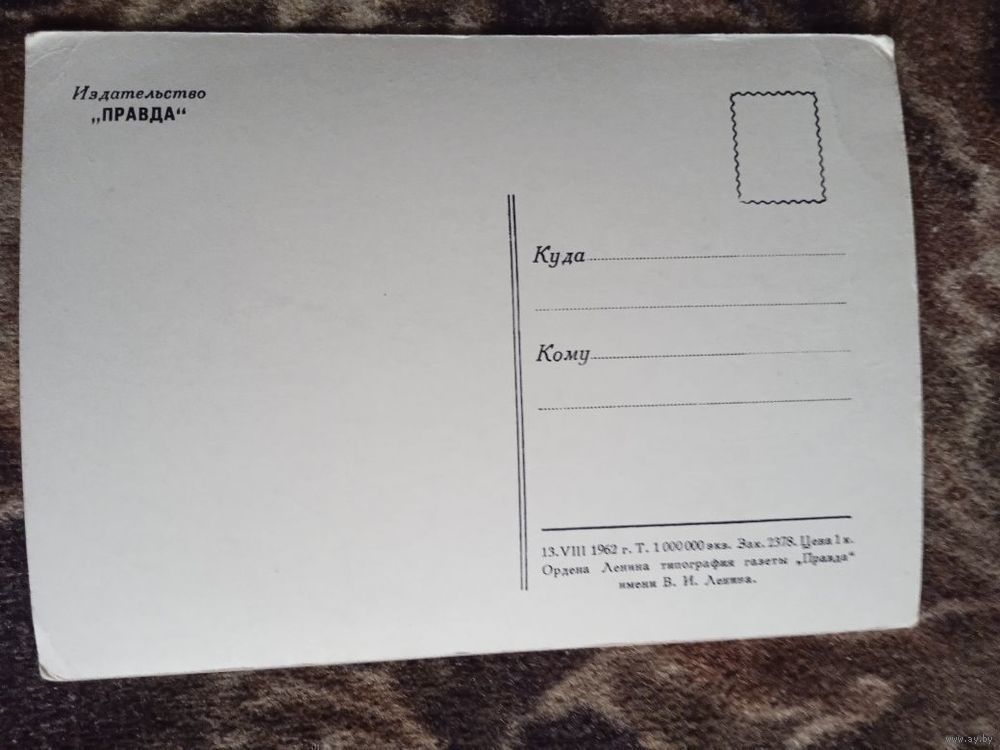 Издательство
„ПРАВДА“
Куда
Кому
13.VIII 1962 г. Т. 1 000 000 экз. Зак. 2378. Цена 1 к.
Ордена Ленина типография газеты „Правда“
имени В. И. Ленина.
www.ay.by